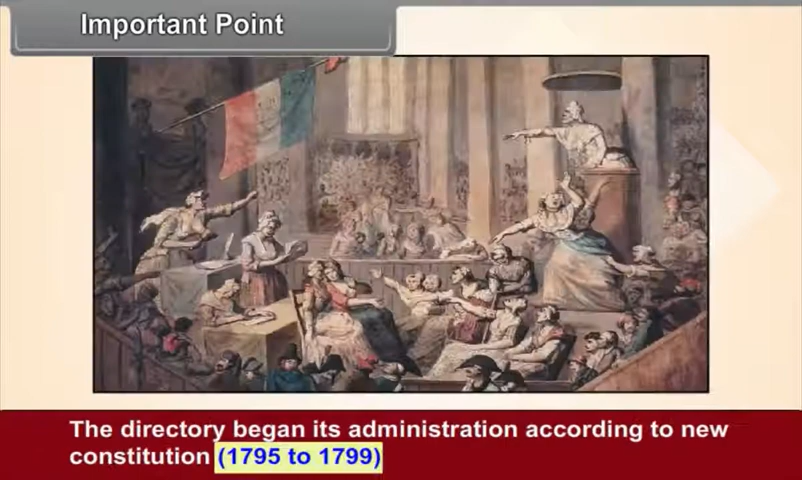 Important Point
The directory began its administration according to new
constitution (1795 to 1799)